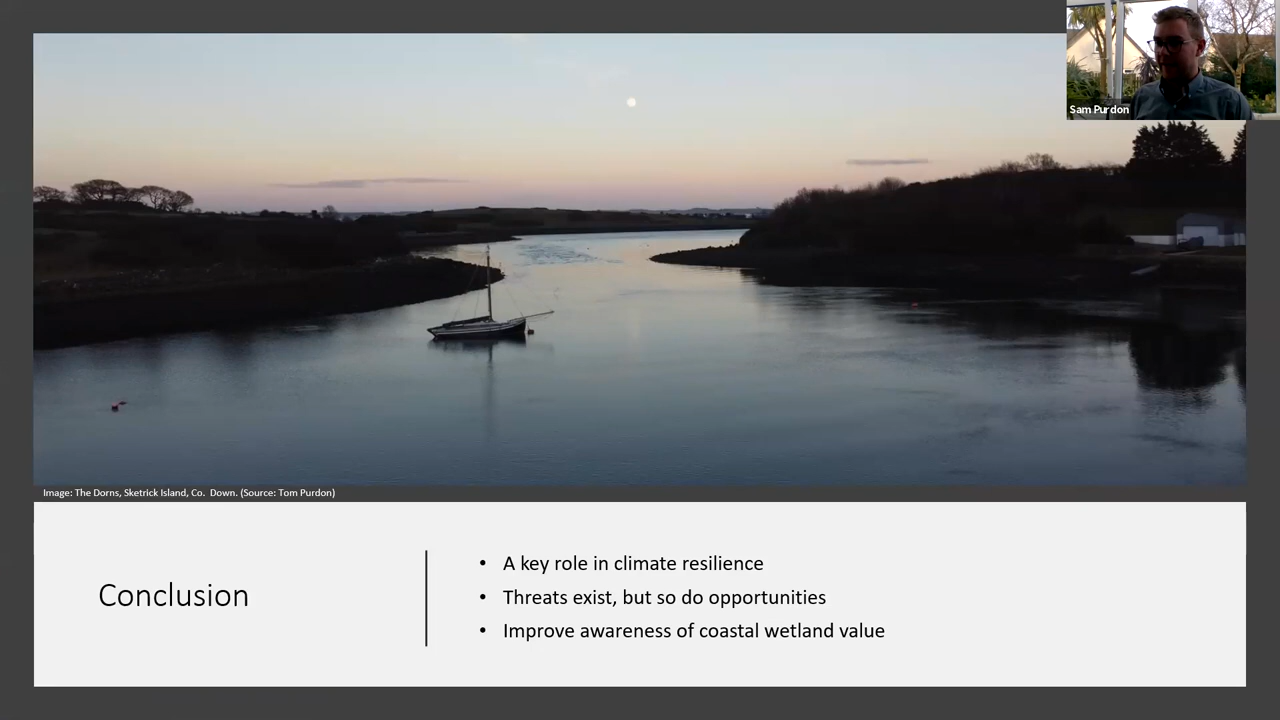 Sam Purdon
Image: The Dorns, Sketrick Island, Co. Down. (Source: Tom Purdon)
Conclusion
• A key role in climate resilience
• Threats exist, but so do opportunities
• Improve awareness of coastal wetland value